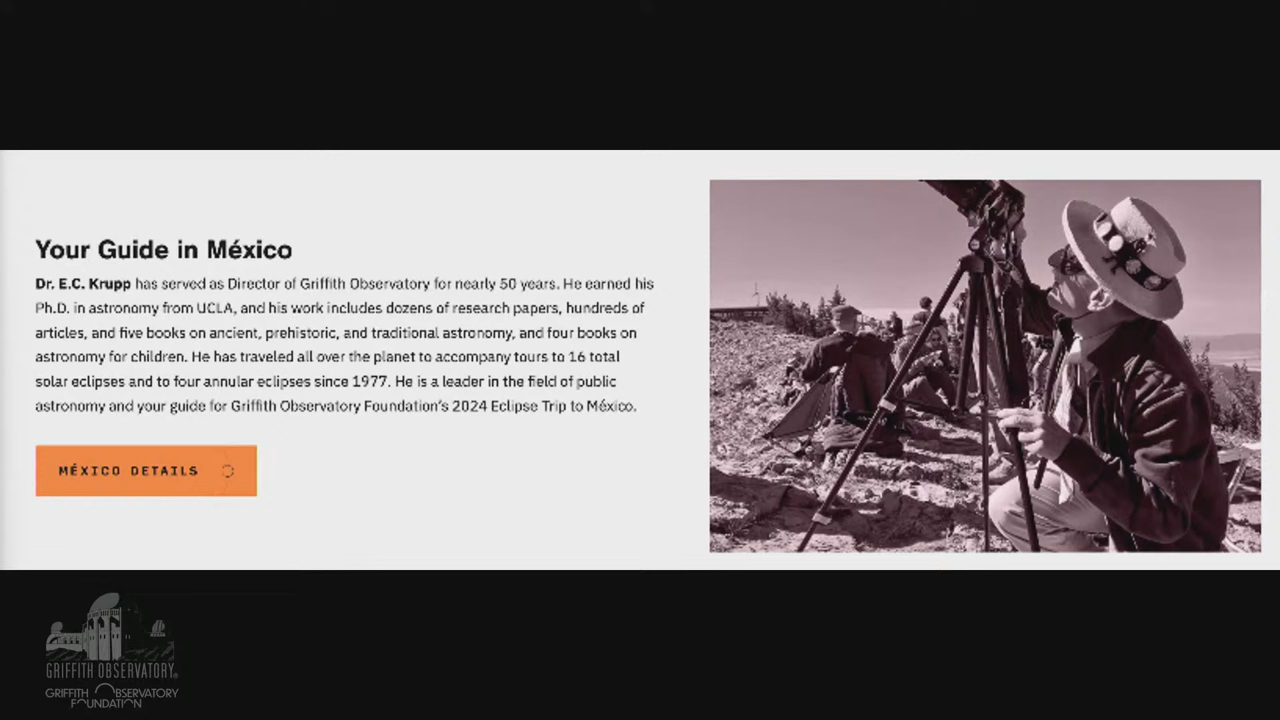 Your Guide in México
Dr. E.C. Krupp has served as Director of Griffith Observatory for nearly 50 years. He earned his
Ph.D. in astronomy from UCLA, and his work includes dozens of research papers, hundreds of
articles, and five books on ancient, prehistoric, and traditional astronomy, and four books on
astronomy for children. He has traveled all over the planet to accompany tours to 16 total
solar eclipses and to four annular eclipses since 1977. He is a leader in the field of public
astronomy and your guide for Griffith Observatory Foundation's 2024 Eclipse Trip to México.
MÉXICO DETAILS
GRIFFITH OBSERVATORY
GRIFFITH OBSERVATORY
FOUNDATION